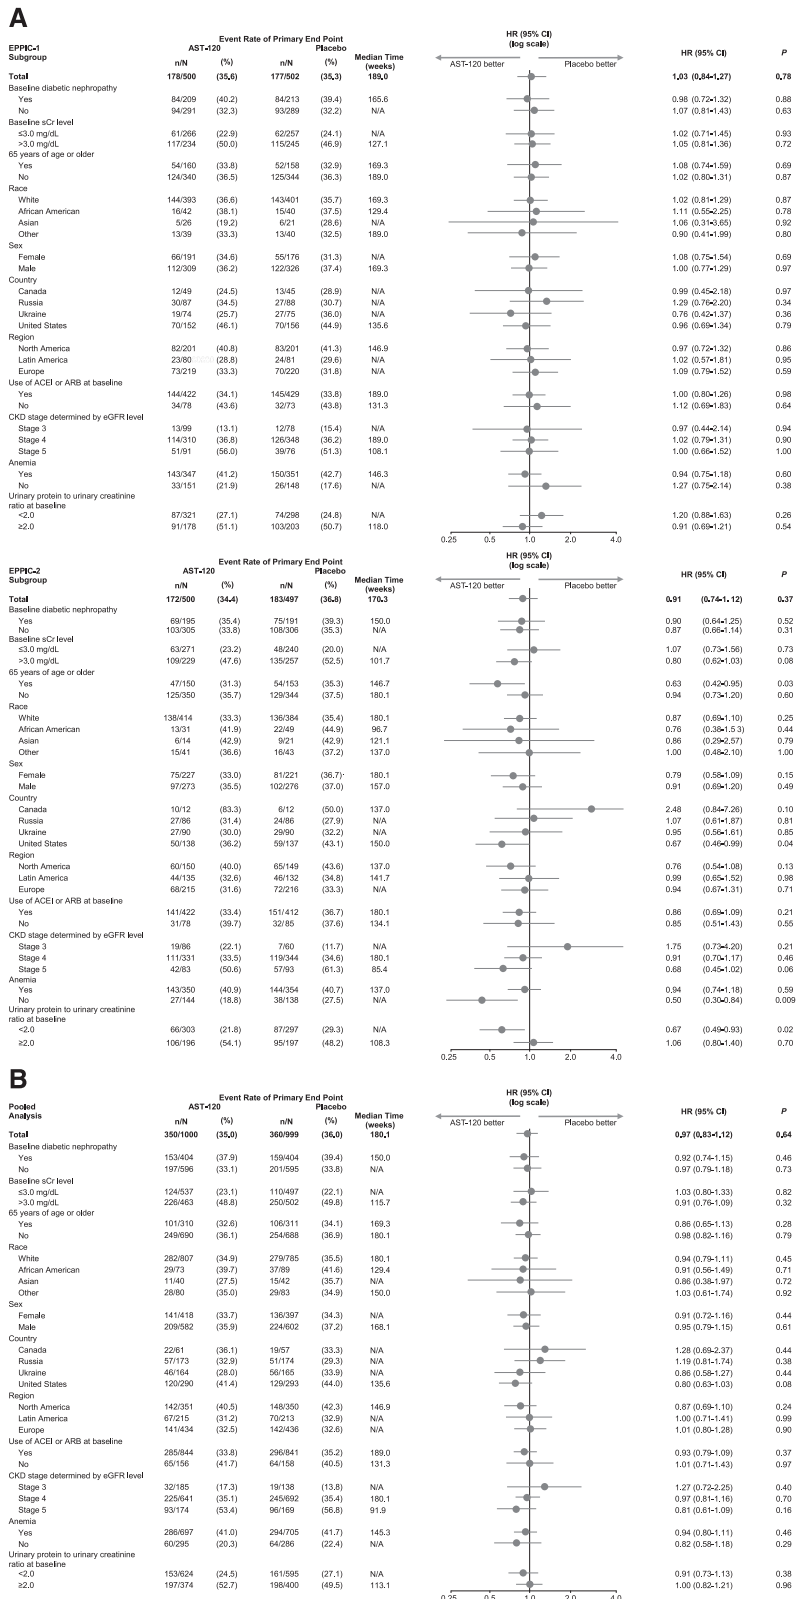 A
Event Rate of Primary End Point HR (95% CI)
EPPIC-1 AST-120 Placebo (log scale) HR (95% CI) P
Subgroup n/N (%) n/N (%) Median Time (weeks) AST-120 better Placebo better
Total 178/500 (35.6) 177/502 (35.3) 189.0 1.03 (0.84-1.27) 0.78
Baseline diabetic nephropathy
Yes 84/209 (40.2) 84/213 (39.4) 165.6 0.98 (0.72-1.32) 0.88
No 94/291 (32.3) 93/289 (32.2) N/A 1.07 (0.81-1.43) 0.63
Baseline sCr level
≤3.0 mg/dL 61/266 (22.9) 62/257 (24.1) N/A 1.02 (0.71-1.45) 0.93
>3.0 mg/dL 117/234 (50.0) 115/245 (46.9) 127.1 1.05 (0.81-1.36) 0.72
65 years of age or older
Yes 54/160 (33.8) 52/158 (32.9) 169.3 1.08 (0.74-1.59) 0.69
No 124/340 (36.5) 125/344 (36.3) 189.0 1.02 (0.80-1.31) 0.87
Race
White 144/393 (36.6) 143/401 (35.7) 169.3 1.02 (0.81-1.29) 0.87
African American 16/42 (38.1) 15/40 (37.5) 129.4 1.11 (0.55-2.25) 0.78
Asian 5/26 (19.2) 6/21 (28.6) N/A 1.06 (0.31-3.65) 0.92
Other 13/39 (33.3) 13/40 (32.5) 189.0 0.90 (0.41-1.99) 0.80
Sex
Female 66/191 (34.6) 55/176 (31.3) N/A 1.08 (0.75-1.54) 0.69
Male 112/309 (36.2) 122/326 (37.4) 169.3 1.00 (0.77-1.29) 0.97
Country
Canada 12/49 (24.5) 13/45 (28.9) N/A 0.99 (0.45-2.18) 0.97
Russia 30/87 (34.5) 27/88 (30.7) N/A 1.29 (0.76-2.20) 0.34
Ukraine 19/74 (25.7) 27/75 (36.0) N/A 0.76 (0.42-1.37) 0.36
United States 70/152 (46.1) 70/156 (44.9) 135.6 0.96 (0.69-1.34) 0.79
Region
North America 82/201 (40.8) 83/201 (41.3) 146.9 0.97 (0.72-1.32) 0.86
Latin America 23/80 (28.8) 24/81 (29.6) N/A 1.02 (0.57-1.81) 0.95
Europe 73/219 (33.3) 70/220 (31.8) N/A 1.09 (0.79-1.52) 0.59
Use of ACEI or ARB at baseline
Yes 144/422 (34.1) 145/429 (33.8) 189.0 1.00 (0.80-1.26) 0.98
No 34/78 (43.6) 32/73 (43.8) 131.3 1.12 (0.69-1.83) 0.64
CKD stage determined by eGFR level
Stage 3 13/99 (13.1) 12/78 (15.4) N/A 0.97 (0.44-2.14) 0.94
Stage 4 114/310 (36.8) 126/348 (36.2) 189.0 1.02 (0.79-1.31) 0.90
Stage 5 51/91 (56.0) 39/76 (51.3) 108.1 1.00 (0.66-1.52) 1.00
Anemia
Yes 143/347 (41.2) 150/351 (42.7) 146.3 0.94 (0.75-1.18) 0.60
No 33/151 (21.9) 26/148 (17.6) N/A 1.27 (0.75-2.14) 0.38
Urinary protein to urinary creatinine
ratio at baseline
<2.0 87/321 (27.1) 74/298 (24.8) N/A 1.20 (0.88-1.63) 0.26
≥2.0 91/178 (51.1) 103/203 (50.7) 118.0 0.91 (0.69-1.21) 0.54
0.25 0.5 1.0 2.0 4.0
Event Rate of Primary End Point HR (95% CI)
EPPIC-2 AST-120 Placebo (log scale) HR (95% CI) P
Subgroup n/N (%) n/N (%) Median Time (weeks) AST-120 better Placebo better
Total 172/500 (34.4) 183/497 (36.8) 170.3 0.91 (0.74-1.12) 0.37
Baseline diabetic nephropathy
Yes 69/195 (35.4) 75/191 (39.3) 150.0 0.90 (0.64-1.25) 0.52
No 103/305 (33.8) 108/306 (35.3) N/A 0.87 (0.66-1.14) 0.31
Baseline sCr level
≤3.0 mg/dL 63/271 (23.2) 48/240 (20.0) N/A 1.07 (0.73-1.56) 0.73
>3.0 mg/dL 109/229 (47.6) 135/257 (52.5) 101.7 0.80 (0.62-1.03) 0.08
65 years of age or older
Yes 47/150 (31.3) 54/153 (35.3) 146.7 0.63 (0.42-0.95) 0.03
No 125/350 (35.7) 129/344 (37.5) 180.1 0.94 (0.73-1.20) 0.60
Race
White 138/414 (33.3) 136/384 (35.4) 180.1 0.87 (0.69-1.10) 0.25
African American 13/31 (41.9) 22/49 (44.9) 96.7 0.76 (0.38-1.53) 0.44
Asian 6/14 (42.9) 9/21 (42.9) 121.1 0.86 (0.29-2.57) 0.79
Other 15/41 (36.6) 16/43 (37.2) 137.0 1.00 (0.48-2.10) 1.00
Sex
Female 75/227 (33.0) 81/221 (36.7) 180.1 0.79 (0.58-1.09) 0.15
Male 97/273 (35.5) 102/276 (37.0) 157.0 0.91 (0.69-1.20) 0.49
Country
Canada 10/12 (83.3) 6/12 (50.0) 137.0 2.48 (0.84-7.26) 0.10
Russia 27/86 (31.4) 24/86 (27.9) N/A 1.07 (0.61-1.87) 0.81
Ukraine 27/90 (30.0) 29/90 (32.2) N/A 0.95 (0.56-1.61) 0.85
United States 50/138 (36.2) 59/137 (43.1) 150.0 0.67 (0.46-0.99) 0.04
Region
North America 60/150 (40.0) 65/149 (43.6) 137.0 0.76 (0.54-1.08) 0.13
Latin America 44/135 (32.6) 46/132 (34.8) 141.7 0.99 (0.65-1.52) 0.98
Europe 68/215 (31.6) 72/216 (33.3) N/A 0.94 (0.67-1.31) 0.71
Use of ACEI or ARB at baseline
Yes 141/422 (33.4) 151/412 (36.7) 180.1 0.86 (0.69-1.09) 0.21
No 31/78 (39.7) 32/85 (37.6) 134.1 0.85 (0.51-1.43) 0.55
CKD stage determined by eGFR level
Stage 3 19/86 (22.1) 7/60 (11.7) N/A 1.75 (0.73-4.20) 0.21
Stage 4 111/331 (33.5) 119/344 (34.6) 180.1 0.91 (0.70-1.17) 0.46
Stage 5 42/83 (50.6) 57/93 (61.3) 85.4 0.68 (0.45-1.02) 0.06
Anemia
Yes 143/350 (40.9) 144/354 (40.7) 137.0 0.94 (0.74-1.18) 0.59
No 27/144 (18.8) 38/138 (27.5) N/A 0.50 (0.30-0.84) 0.009
Urinary protein to urinary creatinine
ratio at baseline
<2.0 66/303 (21.8) 87/297 (29.3) N/A 0.67 (0.49-0.93) 0.02
≥2.0 106/196 (54.1) 95/197 (48.2) 108.3 1.06 (0.80-1.40) 0.70
0.25 0.5 1.0 2.0 4.0
B
Event Rate of Primary End Point HR (95% CI)
Pooled AST-120 Placebo (log scale) HR (95% CI) P
Analysis n/N (%) n/N (%) Median Time (weeks) AST-120 better Placebo better
Total 350/1000 (35.0) 360/999 (36.0) 180.1 0.97 (0.83-1.12) 0.64
Baseline diabetic nephropathy
Yes 153/404 (37.9) 159/404 (39.4) 150.0 0.92 (0.74-1.15) 0.46
No 197/596 (33.1) 201/595 (33.8) N/A 0.97 (0.79-1.18) 0.73
Baseline sCr level
≤3.0 mg/dL 124/537 (23.1) 110/497 (22.1) N/A 1.03 (0.80-1.33) 0.82
>3.0 mg/dL 226/463 (48.8) 250/502 (49.8) 115.7 0.91 (0.76-1.09) 0.32
65 years of age or older
Yes 101/310 (32.6) 106/311 (34.1) 169.3 0.86 (0.65-1.13) 0.28
No 249/690 (36.1) 254/688 (36.9) 180.1 0.98 (0.82-1.16) 0.79
Race
White 282/807 (34.9) 279/785 (35.5) 180.1 0.94 (0.79-1.11) 0.45
African American 29/73 (39.7) 37/89 (41.6) 129.4 0.91 (0.56-1.49) 0.71
Asian 11/40 (27.5) 15/42 (35.7) N/A 0.86 (0.38-1.97) 0.72
Other 28/80 (35.0) 29/83 (34.9) 150.0 1.03 (0.61-1.74) 0.92
Sex
Female 141/418 (33.7) 136/397 (34.3) N/A 0.91 (0.72-1.16) 0.44
Male 209/582 (35.9) 224/602 (37.2) 168.1 0.95 (0.79-1.15) 0.61
Country
Canada 22/61 (36.1) 19/57 (33.3) N/A 1.28 (0.69-2.37) 0.44
Russia 57/173 (32.9) 51/174 (29.3) N/A 1.19 (0.81-1.74) 0.38
Ukraine 46/164 (28.0) 56/165 (33.9) N/A 0.86 (0.58-1.27) 0.44
United States 120/290 (41.4) 129/293 (44.0) 135.6 0.80 (0.63-1.03) 0.08
Region
North America 142/351 (40.5) 148/350 (42.3) 146.9 0.87 (0.69-1.10) 0.24
Latin America 67/215 (31.2) 70/213 (32.9) N/A 1.00 (0.71-1.41) 0.99
Europe 141/434 (32.5) 142/436 (32.6) N/A 1.01 (0.80-1.28) 0.90
Use of ACEI or ARB at baseline
Yes 285/844 (33.8) 296/841 (35.2) 189.0 0.93 (0.79-1.09) 0.37
No 65/156 (41.7) 64/158 (40.5) 131.3 1.01 (0.71-1.43) 0.97
CKD stage determined by eGFR level
Stage 3 32/185 (17.3) 19/138 (13.8) N/A 1.27 (0.72-2.25) 0.40
Stage 4 225/641 (35.1) 245/692 (35.4) 180.1 0.97 (0.81-1.16) 0.70
Stage 5 93/174 (53.4) 96/169 (56.8) 91.9 0.81 (0.61-1.09) 0.16
Anemia
Yes 286/697 (41.0) 294/705 (41.7) 145.3 0.94 (0.80-1.11) 0.46
No 60/295 (20.3) 64/286 (22.4) N/A 0.82 (0.58-1.18) 0.29
Urinary protein to urinary creatinine
ratio at baseline
<2.0 153/624 (24.5) 161/595 (27.1) N/A 0.91 (0.73-1.13) 0.38
≥2.0 197/374 (52.7) 198/400 (49.5) 113.1 1.00 (0.82-1.21) 0.96
0.25 0.5 1.0 2.0 4.0